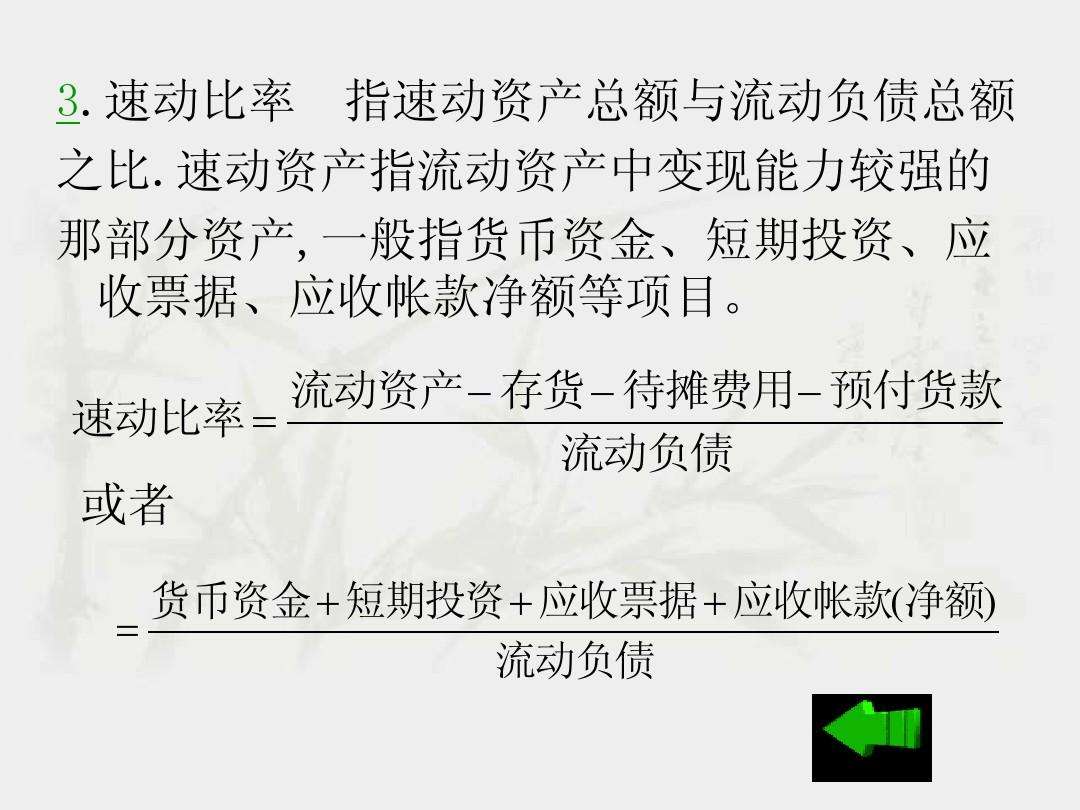 3.速动比率　指速动资产总额与流动负债总额
之比.速动资产指流动资产中变现能力较强的
那部分资产,一般指货币资金、短期投资、应
收票据、应收帐款净额等项目。
速动比率=(流动资产-存货-待摊费用-预付货款)/流动负债
或者
=(货币资金+短期投资+应收票据+应收帐款(净额))/流动负债